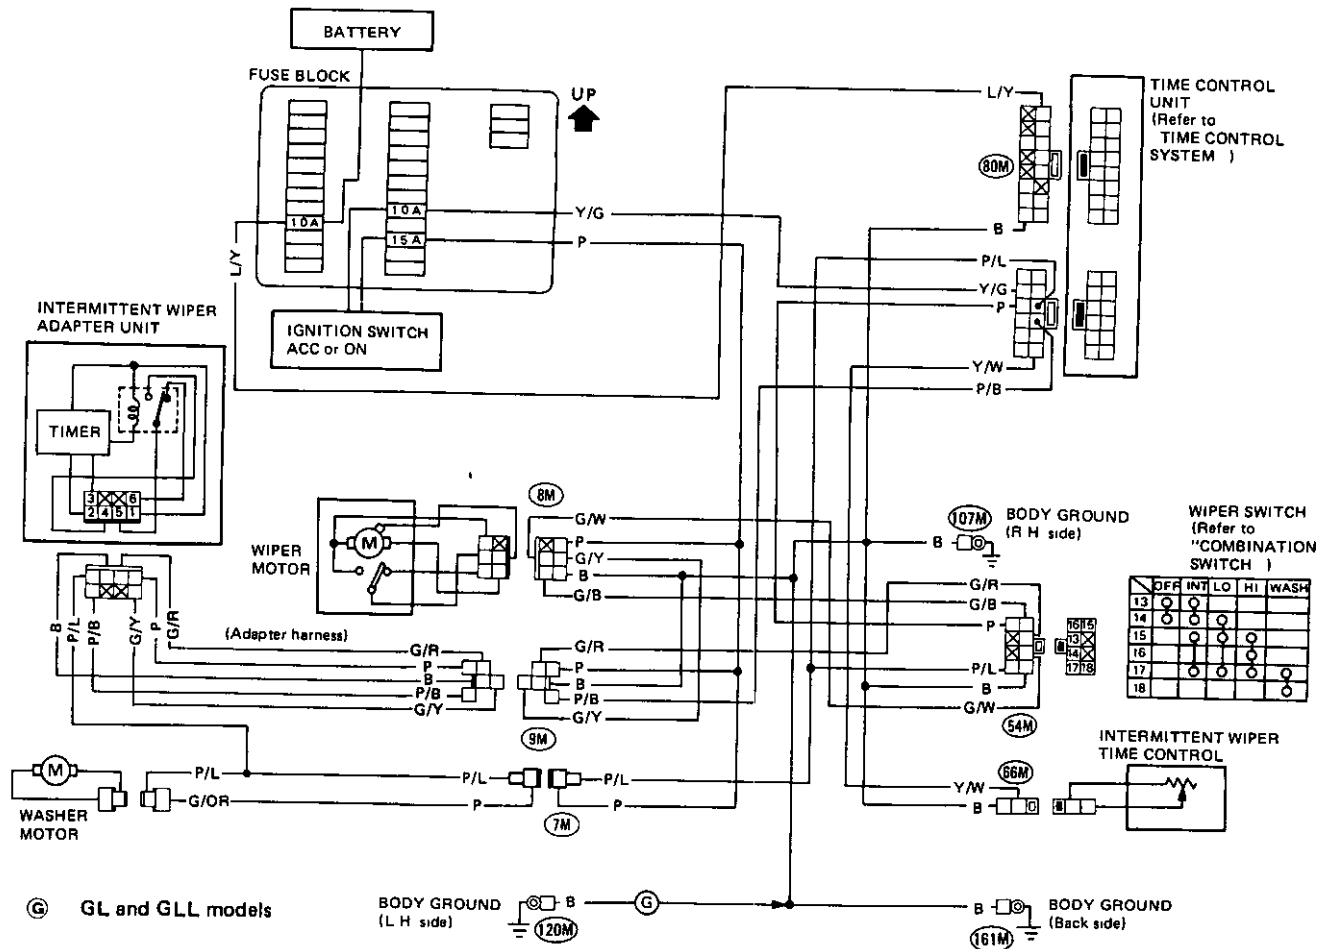 BATTERY
FUSE BLOCK
UP
10A
10A
15A
L/Y
Y/G
P
IGNITION SWITCH
ACC or ON
L/Y
80M
B
P/L
Y/G
P
Y/W
P/B
TIME CONTROL
UNIT
(Refer to
TIME CONTROL
SYSTEM )
INTERMITTENT WIPER
ADAPTER UNIT
TIMER
3 6
2 4 5 1
B
P/L
P/B
G/Y
P
G/R
(Adapter harness)
WIPER
MOTOR
M
8M
G/W
P
G/Y
B
G/B
G/R
P
B
P/B
G/Y
G/R
P
B
P/B
G/Y
9M
107M
BODY GROUND
(R H side)
B
G/R
G/B
P
P/L
B
G/W
54M
16 15
13
14
17 18
WIPER SWITCH
(Refer to
"COMBINATION
SWITCH )
OFF INT LO HI WASH
13
14
15
16
17
18
M
WASHER
MOTOR
P/L
G/OR
P/L
P
7M
P/L
P
66M
Y/W
B
INTERMITTENT WIPER
TIME CONTROL
G GL and GLL models
BODY GROUND
(L H side)
B
120M
G
B
161M
BODY GROUND
(Back side)